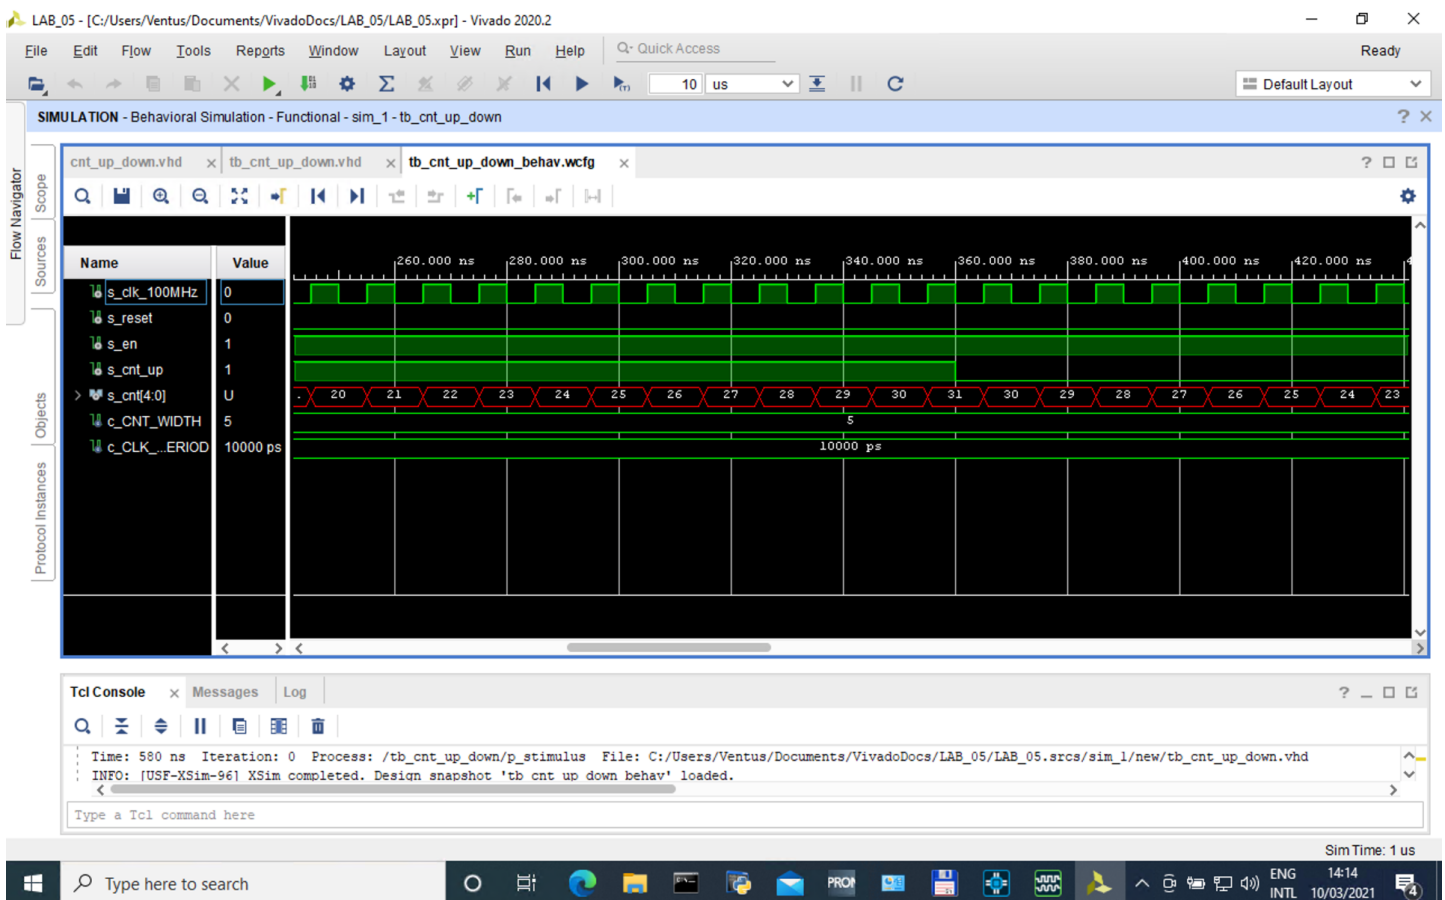 LAB_05 - [C:/Users/Ventus/Documents/VivadoDocs/LAB_05/LAB_05.xpr] - Vivado 2020.2
File Edit Flow Tools Reports Window Layout View Run Help Quick Access Ready
10 us Default Layout
SIMULATION - Behavioral Simulation - Functional - sim_1 - tb_cnt_up_down
Flow Navigator
Scope
Sources
Objects
Protocol Instances
cnt_up_down.vhd tb_cnt_up_down.vhd tb_cnt_up_down_behav.wcfg
Name Value 260.000 ns 280.000 ns 300.000 ns 320.000 ns 340.000 ns 360.000 ns 380.000 ns 400.000 ns 420.000 ns
s_clk_100MHz 0
s_reset 0
s_en 1
s_cnt_up 1
s_cnt[4:0] U 20 21 22 23 24 25 26 27 28 29 30 31 30 29 28 27 26 25 24 23
c_CNT_WIDTH 5 5
c_CLK_...ERIOD 10000 ps 10000 ps
Tcl Console Messages Log
Time: 580 ns Iteration: 0 Process: /tb_cnt_up_down/p_stimulus File: C:/Users/Ventus/Documents/VivadoDocs/LAB_05/LAB_05.srcs/sim_1/new/tb_cnt_up_down.vhd
INFO: [USF-XSim-96] XSim completed. Design snapshot 'tb_cnt_up_down_behav' loaded.
Type a Tcl command here
Sim Time: 1 us
Type here to search
ENG 14:14
INTL 10/03/2021 4